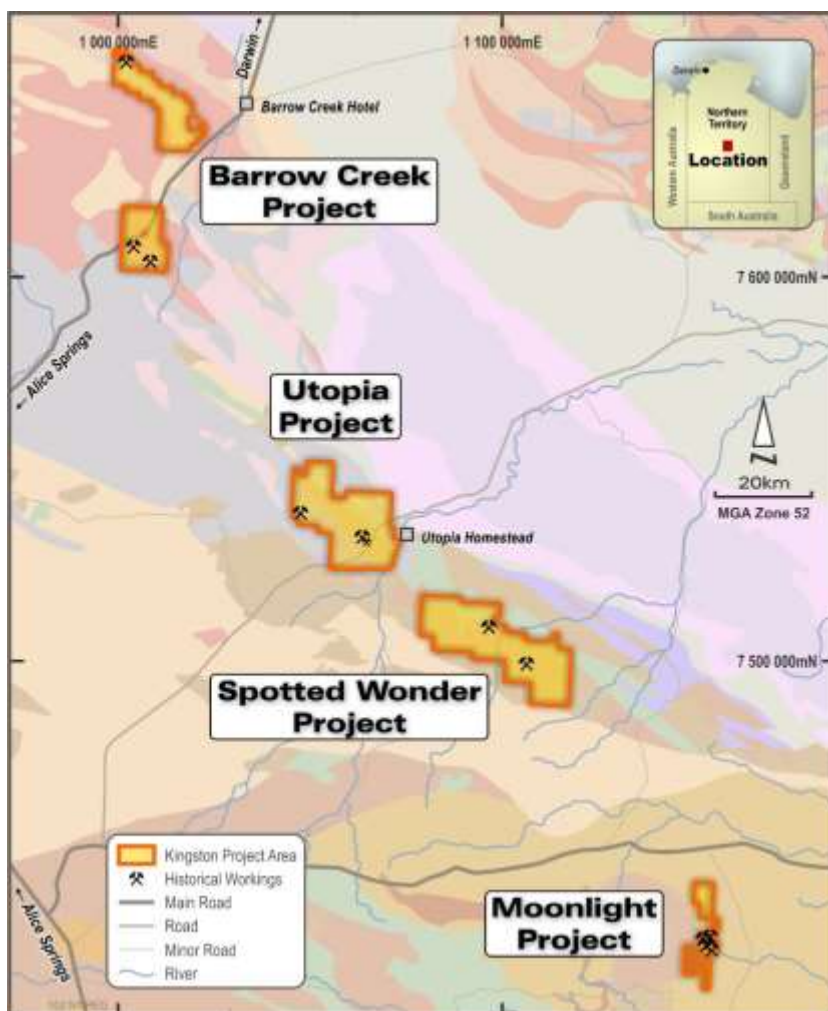 1 000 000mE
1 100 000mE
Darwin →
Barrow Creek Hotel
Darwin
Northern
Territory
Location
Western Australia
Queensland
South Australia
Barrow Creek
Project
7 600 000mN
← Alice Springs
Utopia
Project
N
20km
MGA Zone 52
Utopia Homestead
7 500 000mN
Spotted Wonder
Project
Kingston Project Area
Historical Workings
Main Road
Road
Minor Road
River
← Alice Springs
Moonlight
Project